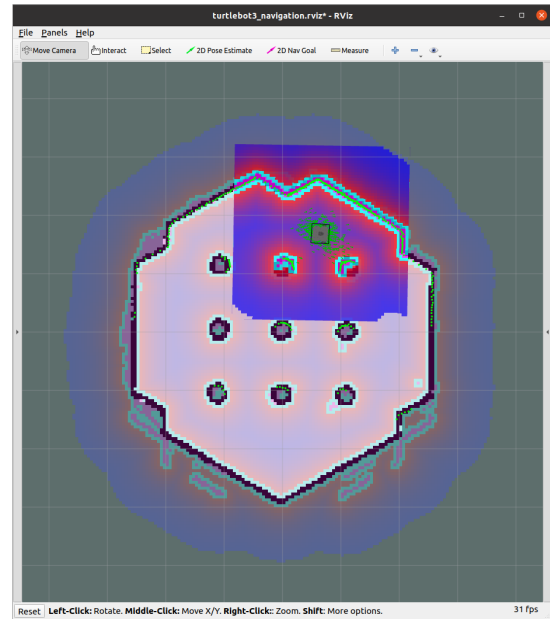 turtlebot3_navigation.rviz* - RViz
File Panels Help
Move Camera Interact Select 2D Pose Estimate 2D Nav Goal Measure
Reset Left-Click: Rotate. Middle-Click: Move X/Y. Right-Click:: Zoom. Shift: More options. 31 fps